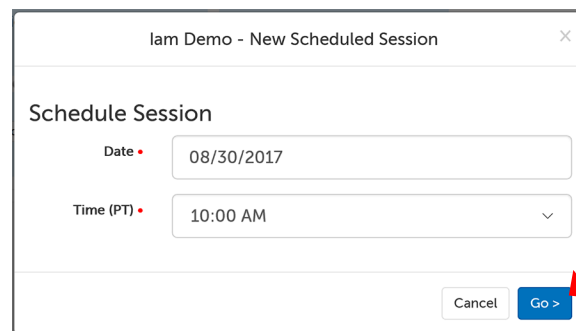 Iam Demo - New Scheduled Session ×
Schedule Session
Date •
08/30/2017
Time (PT) •
10:00 AM
Cancel
Go >